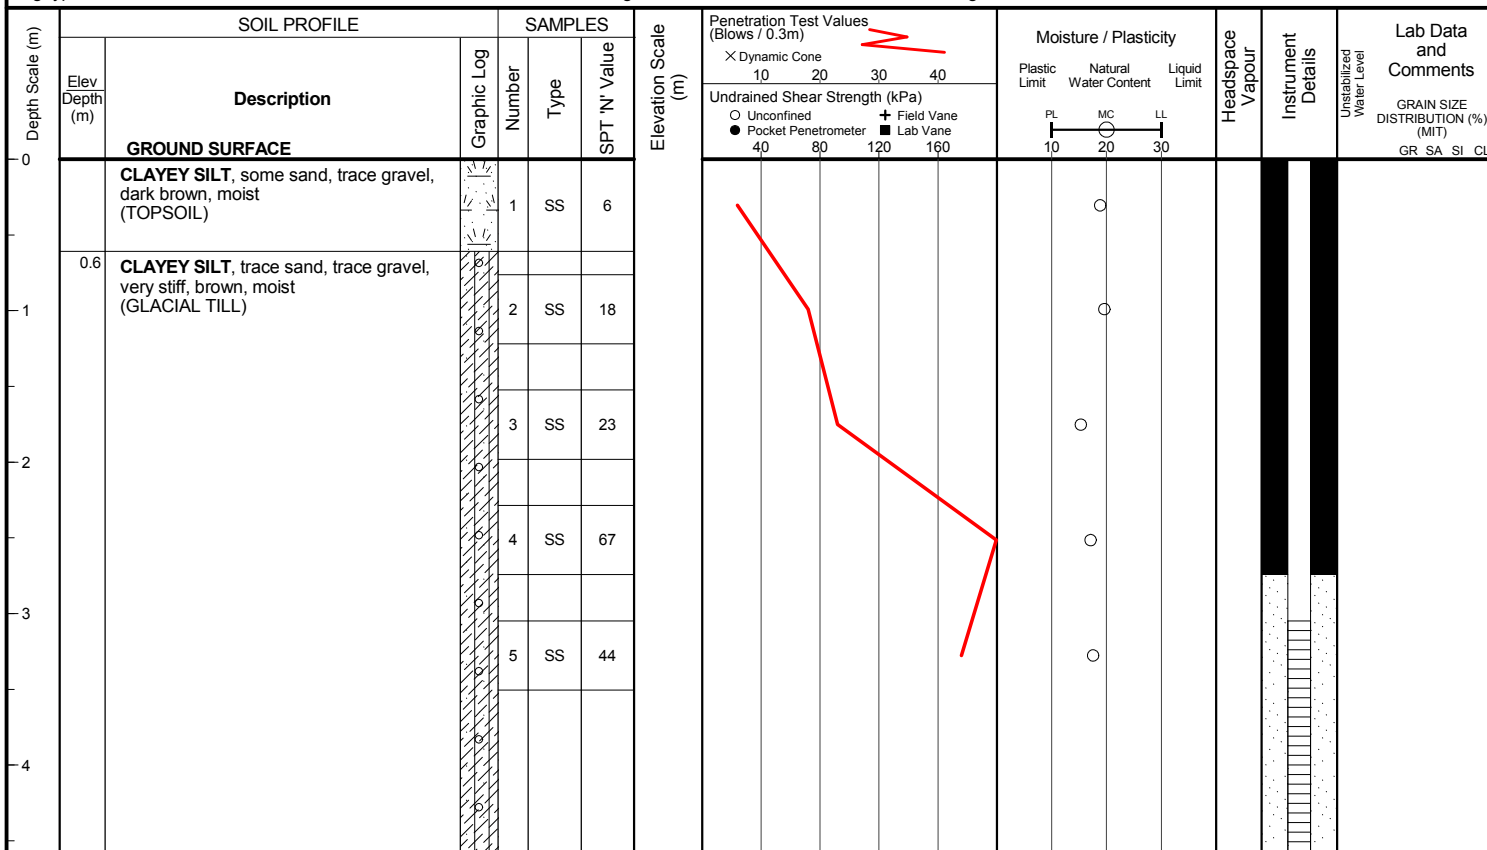 SOIL PROFILE
SAMPLES
Depth Scale (m)
Elev
Depth
(m)
Description
GROUND SURFACE
Graphic Log
Number
Type
SPT 'N' Value
Elevation Scale
(m)
Penetration Test Values
(Blows / 0.3m)
× Dynamic Cone
10 20 30 40
Undrained Shear Strength (kPa)
Unconfined
Field Vane
Pocket Penetrometer
Lab Vane
40 80 120 160
Moisture / Plasticity
Plastic
Limit
Natural
Water Content
Liquid
Limit
PL MC LL
10 20 30
Headspace
Vapour
Instrument
Details
Unstabilized
Water Level
Lab Data
and
Comments
GRAIN SIZE
DISTRIBUTION (%)
(MIT)
GR SA SI CL
0
CLAYEY SILT, some sand, trace gravel,
dark brown, moist
(TOPSOIL)
1 SS 6
0.6
CLAYEY SILT, trace sand, trace gravel,
very stiff, brown, moist
(GLACIAL TILL)
1
2 SS 18
3 SS 23
2
4 SS 67
3
5 SS 44
4